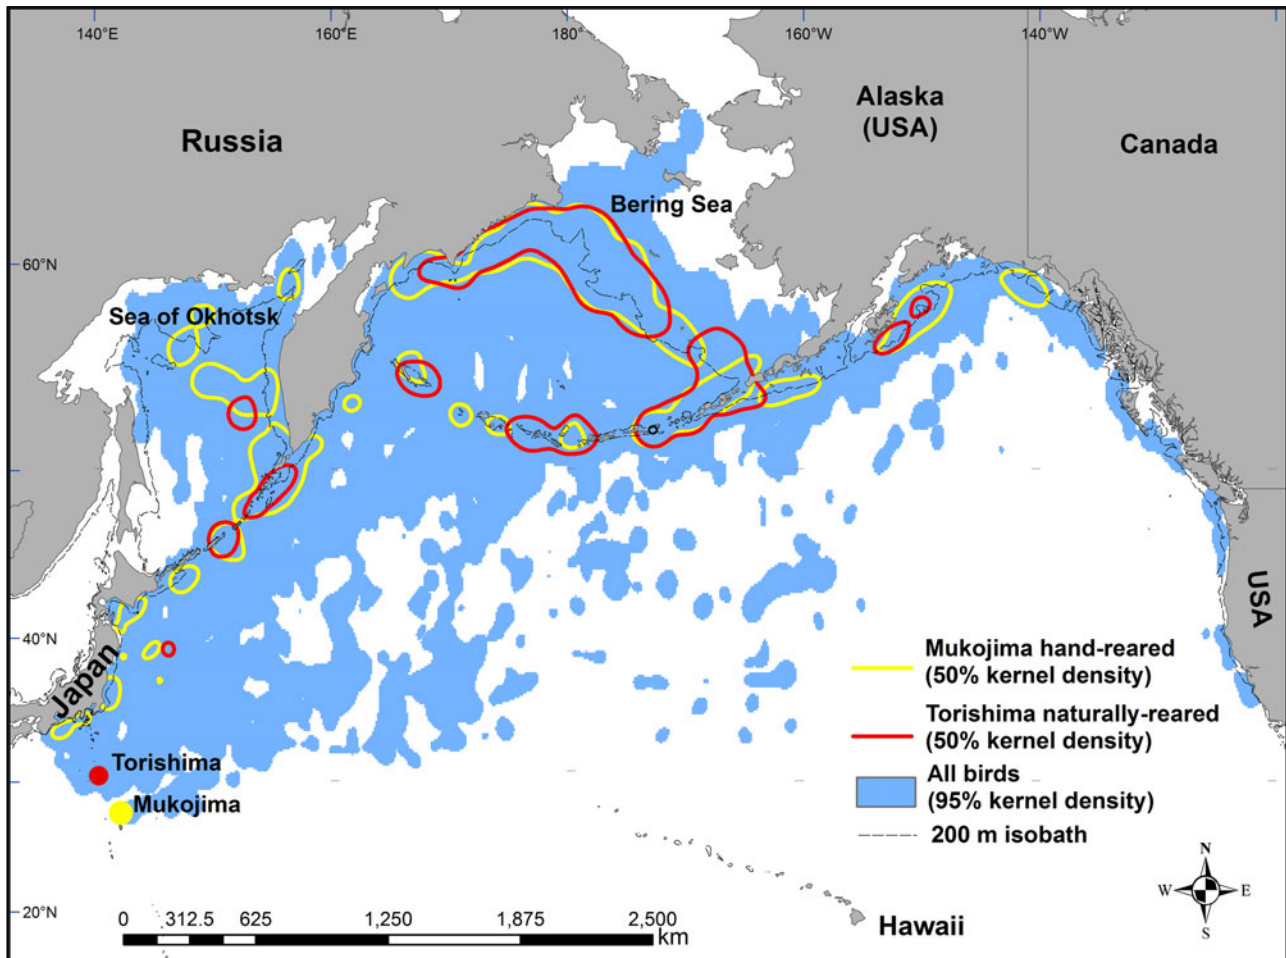 140°E 160°E 180° 160°W 140°W
Alaska
(USA)
Russia
Canada
Bering Sea
60°N
Sea of Okhotsk
USA
40°N
Japan
Mukojima hand-reared
(50% kernel density)
Torishima naturally-reared
(50% kernel density)
Torishima
All birds
(95% kernel density)
Mukojima
200 m isobath
N
W E
S
20°N
0 312.5 625 1,250 1,875 2,500
km
Hawaii